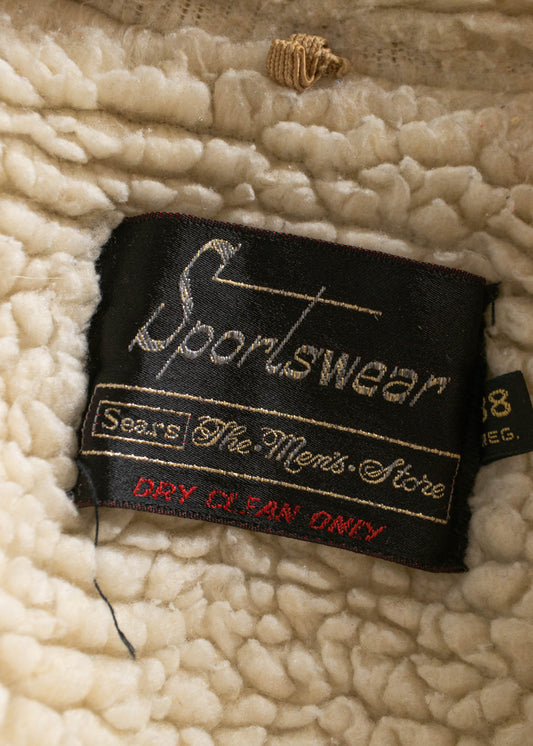 Sportswear
Sears The·Men's·Store
DRY CLEAN ONLY
38
REG.